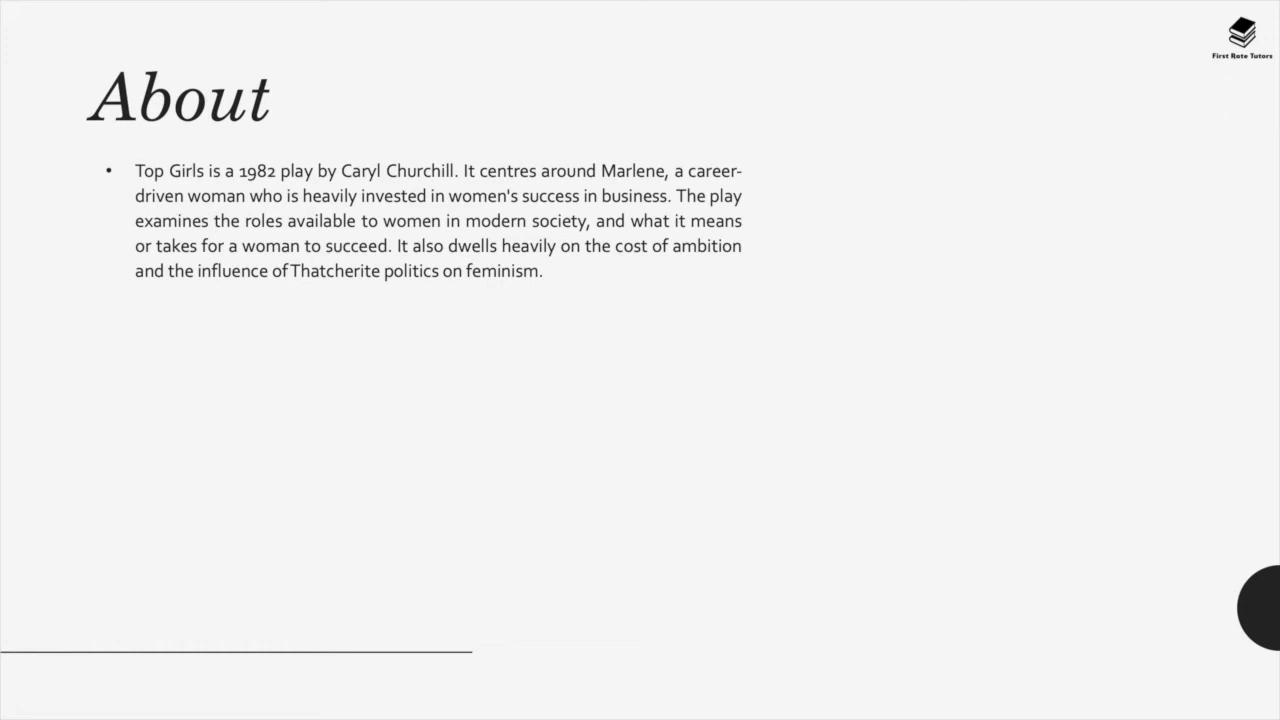 First Rate Tutors
About
• Top Girls is a 1982 play by Caryl Churchill. It centres around Marlene, a career-
driven woman who is heavily invested in women's success in business. The play
examines the roles available to women in modern society, and what it means
or takes for a woman to succeed. It also dwells heavily on the cost of ambition
and the influence of Thatcherite politics on feminism.